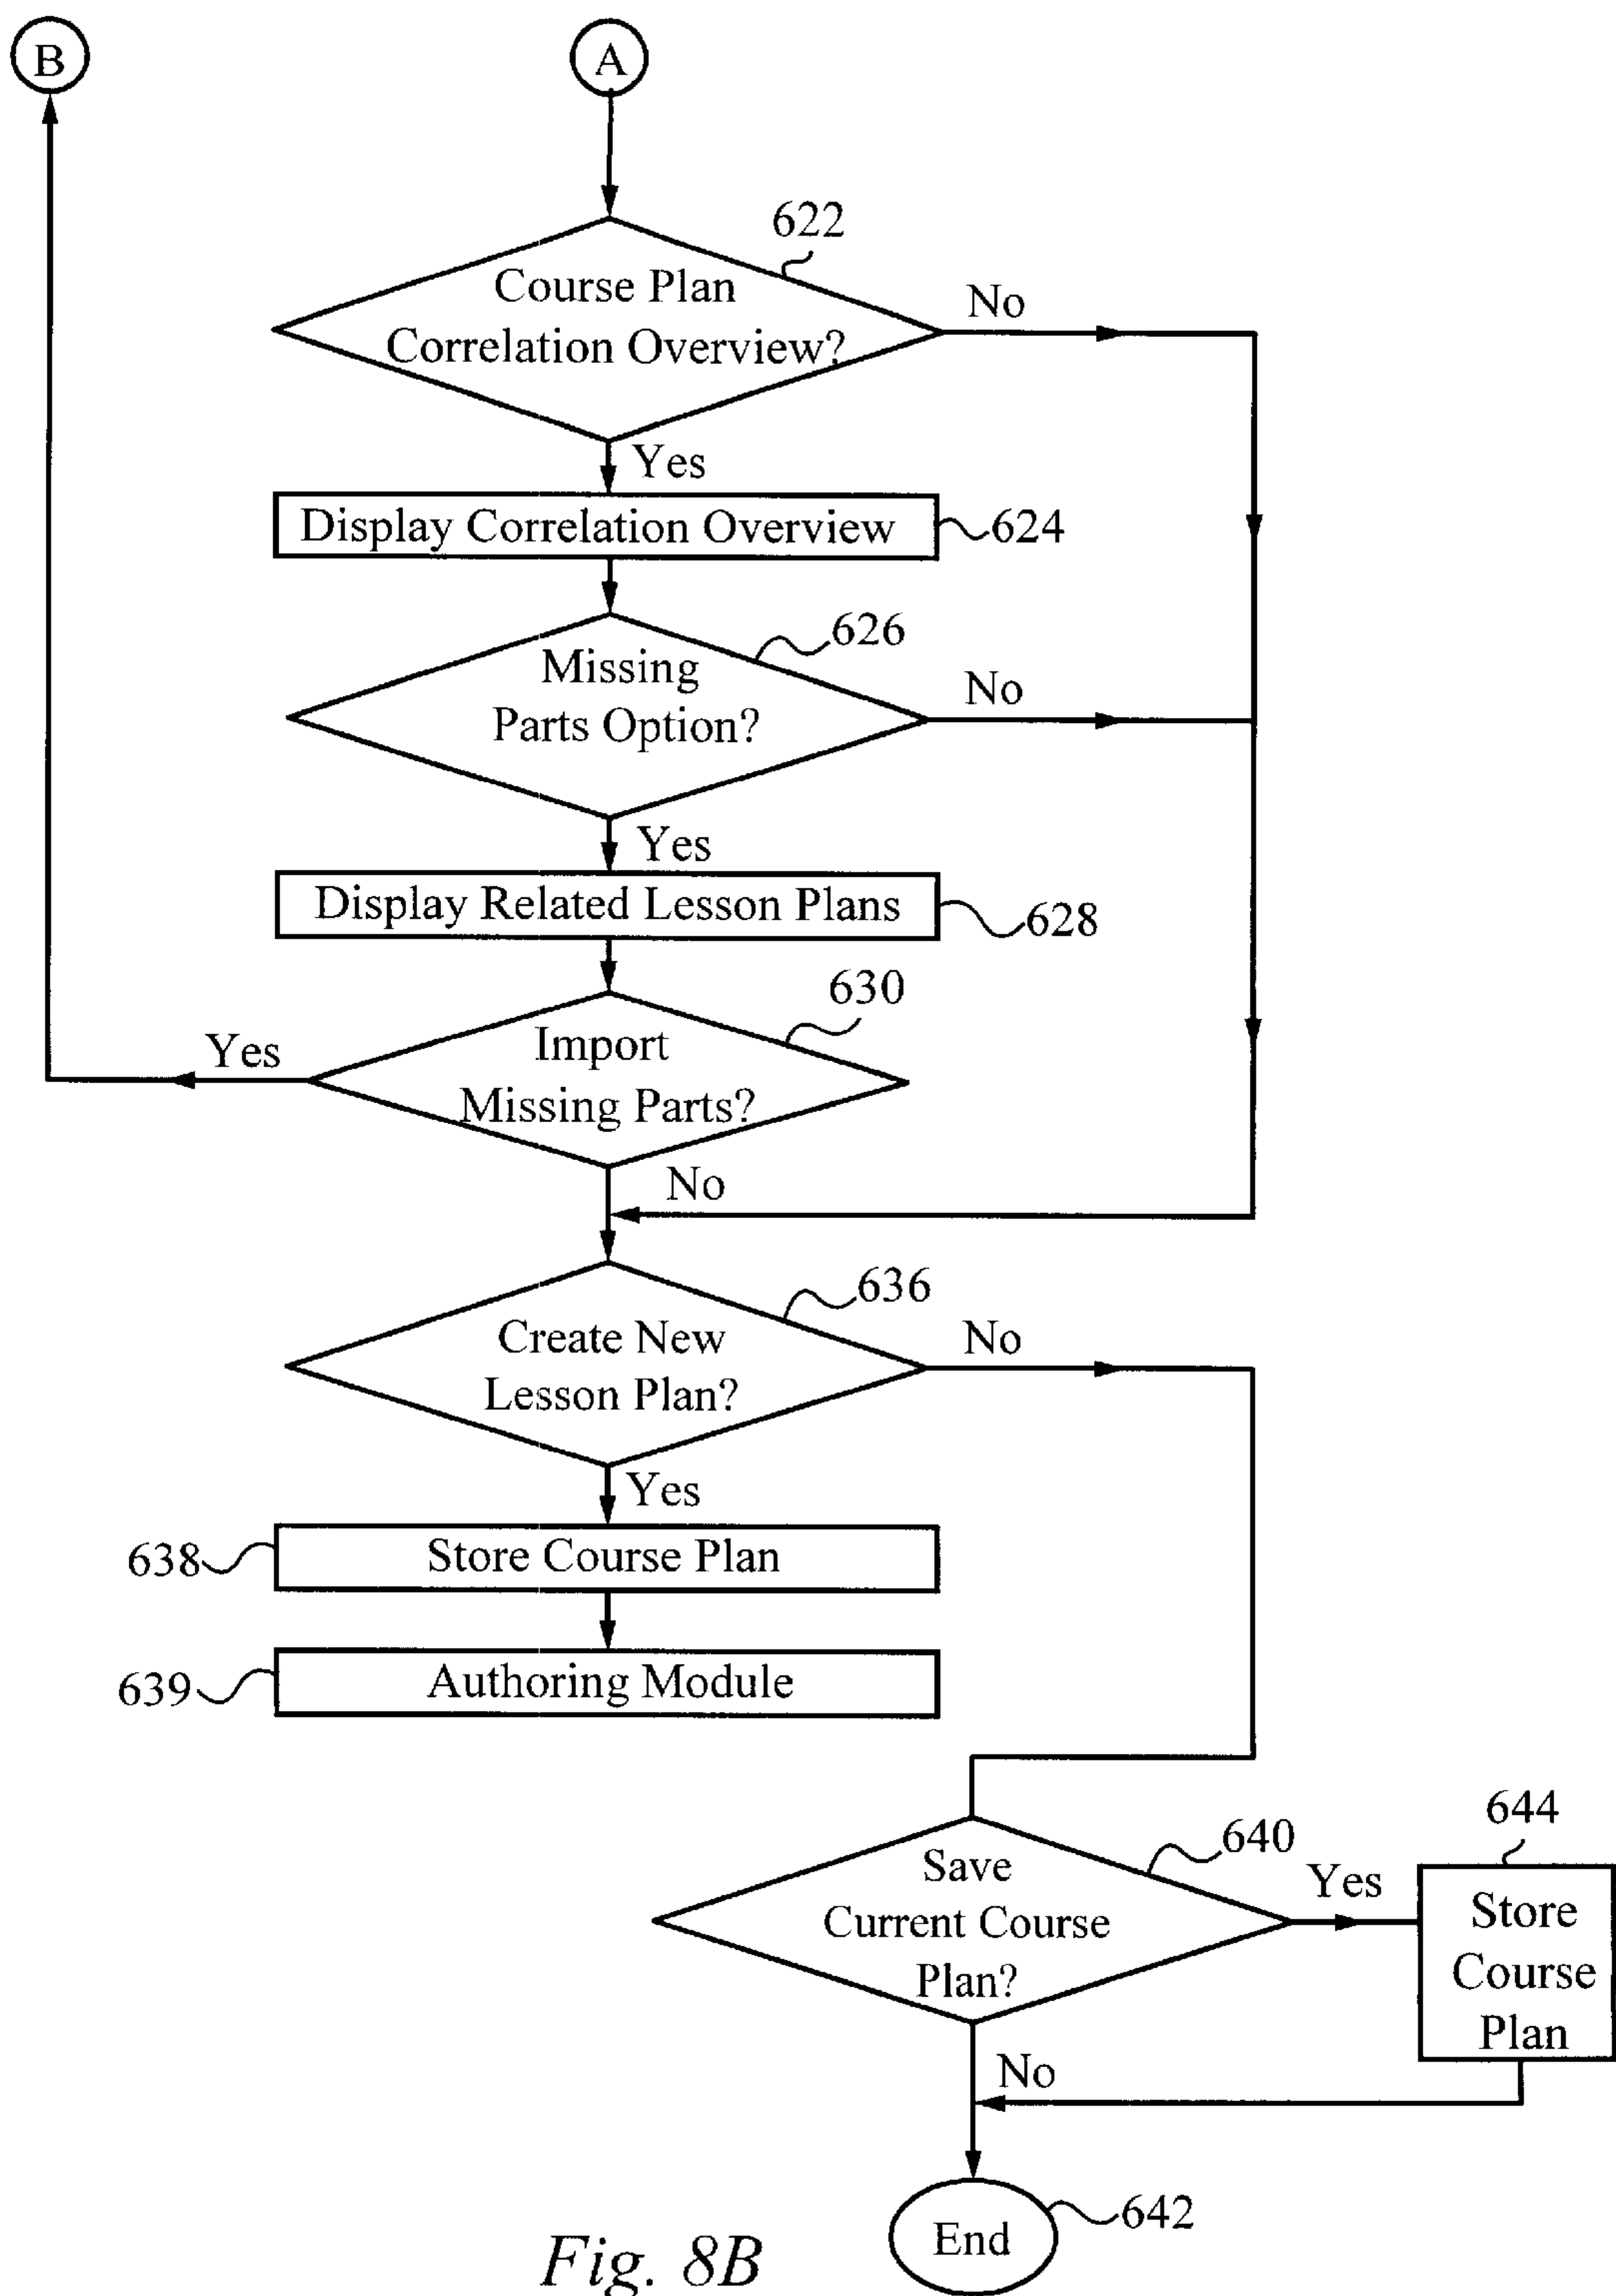 B
A
622
Course Plan
Correlation Overview?
No
Yes
Display Correlation Overview
624
626
Missing
Parts Option?
No
Yes
Display Related Lesson Plans
628
630
Import
Missing Parts?
Yes
No
636
Create New
Lesson Plan?
No
Yes
638
Store Course Plan
639
Authoring Module
640
Save
Current Course
Plan?
Yes
644
Store
Course
Plan
No
End
642
Fig. 8B